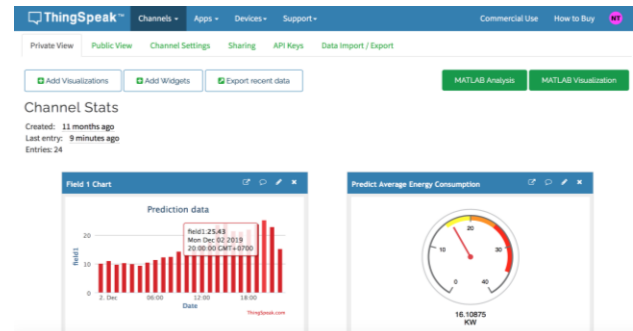 ThingSpeak™ Channels Apps Devices Support Commercial Use How to Buy NT
Private View Public View Channel Settings Sharing API Keys Data Import / Export
Add Visualizations Add Widgets Export recent data MATLAB Analysis MATLAB Visualization
Channel Stats
Created: 11 months ago
Last entry: 9 minutes ago
Entries: 24
Field 1 Chart
Prediction data
field1:25.43
Mon Dec 02 2019
20:00:00 GMT+0700
field1
20
10
0
2. Dec 06:00 12:00 18:00
Date
ThingSpeak.com
Predict Average Energy Consumption
20
10 30
0 40
16.10875
KW